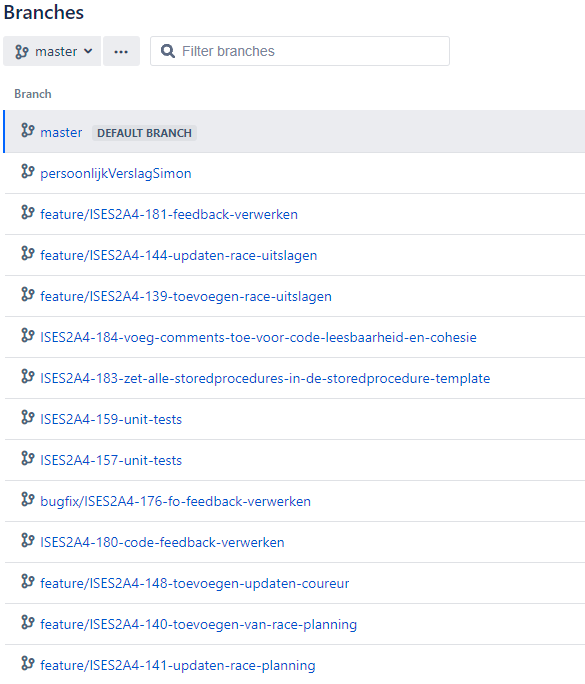 Branches
master ... Filter branches
Branch
master DEFAULT BRANCH
persoonlijkVerslagSimon
feature/ISES2A4-181-feedback-verwerken
feature/ISES2A4-144-updaten-race-uitslagen
feature/ISES2A4-139-toevoegen-race-uitslagen
ISES2A4-184-voeg-comments-toe-voor-code-leesbaarheid-en-cohesie
ISES2A4-183-zet-alle-storedprocedures-in-de-storedprocedure-template
ISES2A4-159-unit-tests
ISES2A4-157-unit-tests
bugfix/ISES2A4-176-fo-feedback-verwerken
ISES2A4-180-code-feedback-verwerken
feature/ISES2A4-148-toevoegen-updaten-coureur
feature/ISES2A4-140-toevoegen-van-race-planning
feature/ISES2A4-141-updaten-race-planning